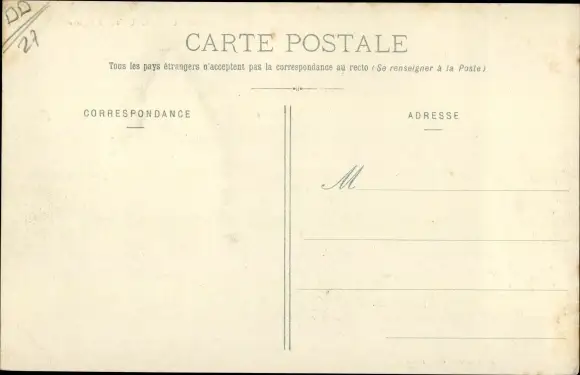 DD
27
CARTE POSTALE
Tous les pays étrangers n'acceptent pas la correspondance au recto (Se renseigner à la Poste)
CORRESPONDANCE
ADRESSE
M